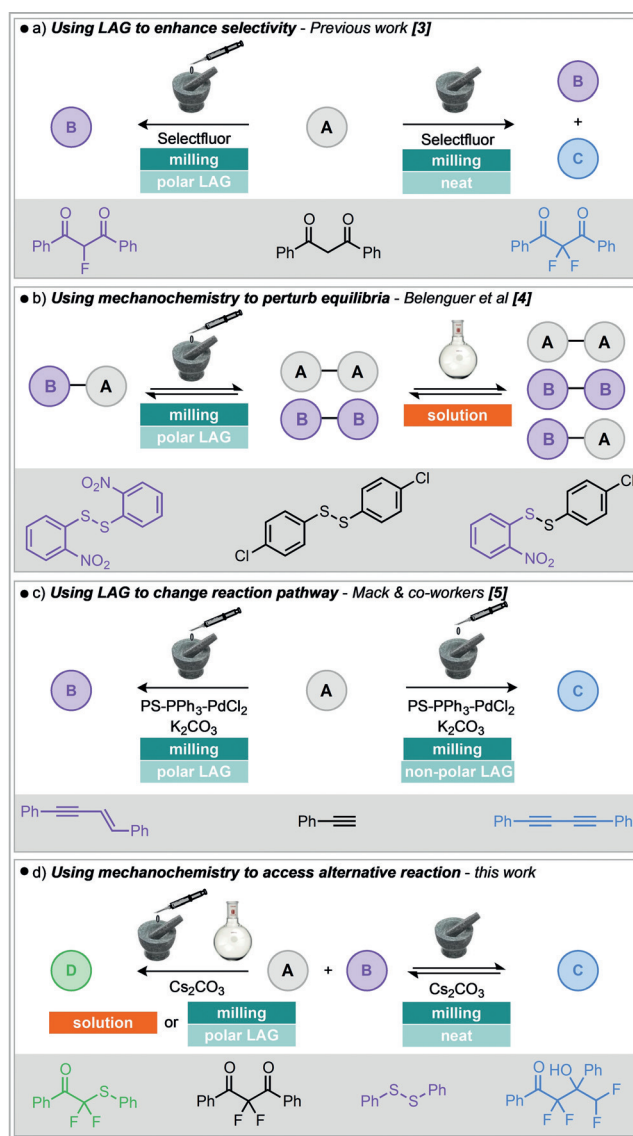 a) Using LAG to enhance selectivity - Previous work [3]
B
Selectfluor
milling
polar LAG
A
Selectfluor
milling
neat
B
+
C
O O
Ph Ph
F
O O
Ph Ph
O O
Ph Ph
F F
b) Using mechanochemistry to perturb equilibria - Belenguer et al [4]
B A
milling
polar LAG
A A
B B
solution
A A
B B
B A
NO₂
S
S
NO₂
Cl
S
S
Cl
Cl
S
S
NO₂
c) Using LAG to change reaction pathway - Mack & co-workers [5]
B
PS-PPh₃-PdCl₂
K₂CO₃
milling
polar LAG
A
PS-PPh₃-PdCl₂
K₂CO₃
milling
non-polar LAG
C
Ph
Ph
Ph
Ph Ph
d) Using mechanochemistry to access alternative reaction - this work
D
Cs₂CO₃
solution or milling
polar LAG
A + B
Cs₂CO₃
milling
neat
C
O
Ph S Ph
F F
O O
Ph Ph
F F
Ph S
S Ph
O HO Ph
Ph F
F F F